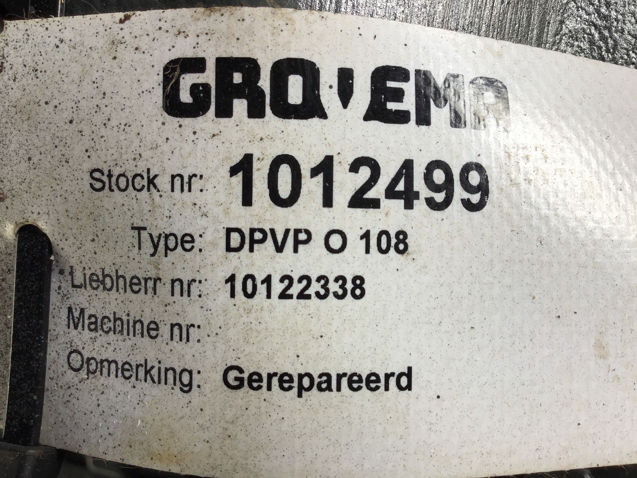 GROVEMA
Stock nr: 1012499
Type: DPVP O 108
Liebherr nr: 10122338
Machine nr:
Opmerking: Gerepareerd